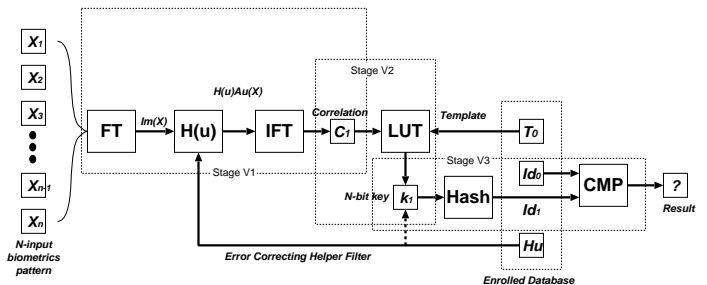 X1
X2
X3
Xn-1
Xn
N-input
biometrics
pattern
FT
Im(X)
H(u)
H(u)Au(X)
IFT
Stage V1
Stage V2
Correlation
C1
LUT
Template
T0
Stage V3
N-bit key
k1
Hash
Id0
Id1
CMP
?
Result
Hu
Error Correcting Helper Filter
Enrolled Database